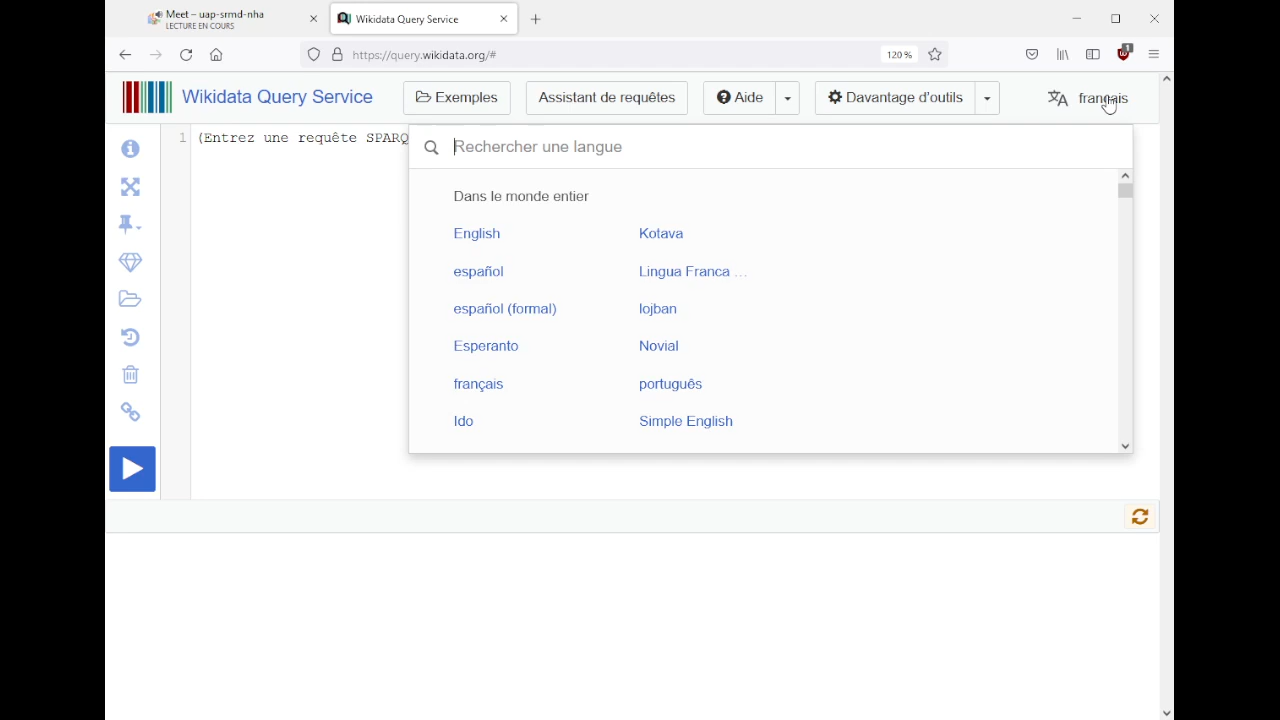 Meet – uap-srmd-nha
LECTURE EN COURS
Wikidata Query Service
https://query.wikidata.org/#
120 %
1
Wikidata Query Service
Exemples
Assistant de requêtes
Aide
Davantage d'outils
français
1
(Entrez une requête SPARQ
Rechercher une langue
Dans le monde entier
English
Kotava
español
Lingua Franca …
español (formal)
lojban
Esperanto
Novial
français
português
Ido
Simple English